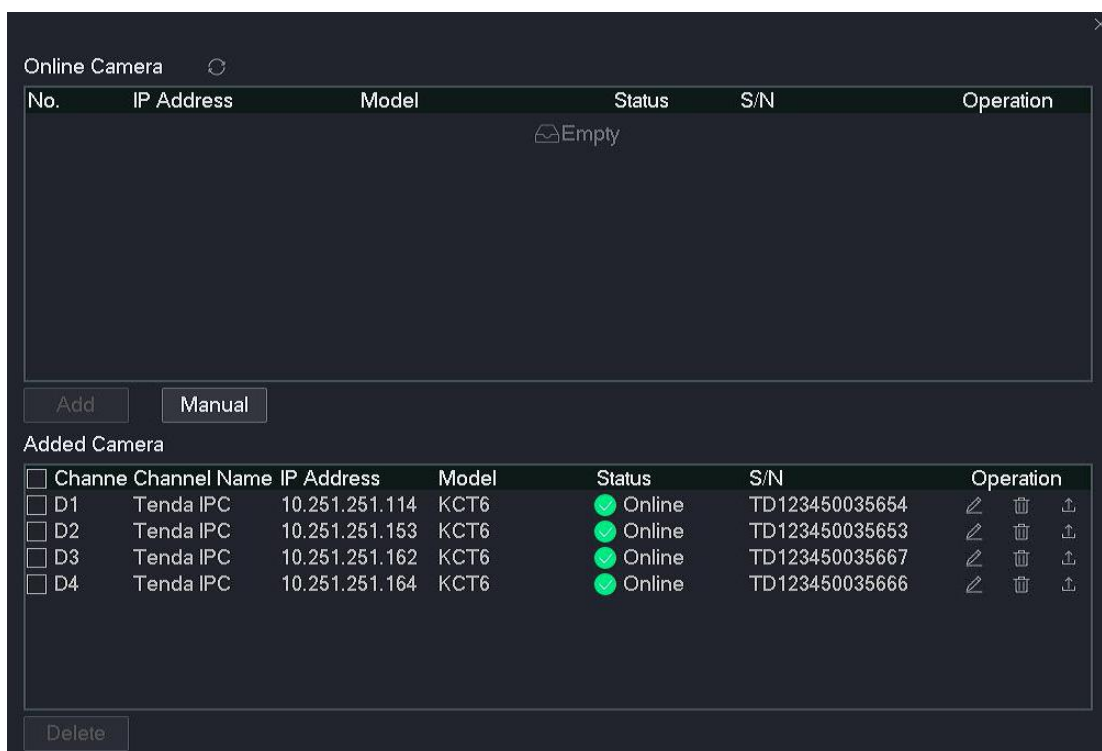 Online Camera
No. IP Address Model Status S/N Operation
Empty
Add Manual
Added Camera
Channe Channel Name IP Address Model Status S/N Operation
D1 Tenda IPC 10.251.251.114 KCT6 Online TD123450035654
D2 Tenda IPC 10.251.251.153 KCT6 Online TD123450035653
D3 Tenda IPC 10.251.251.162 KCT6 Online TD123450035667
D4 Tenda IPC 10.251.251.164 KCT6 Online TD123450035666
Delete